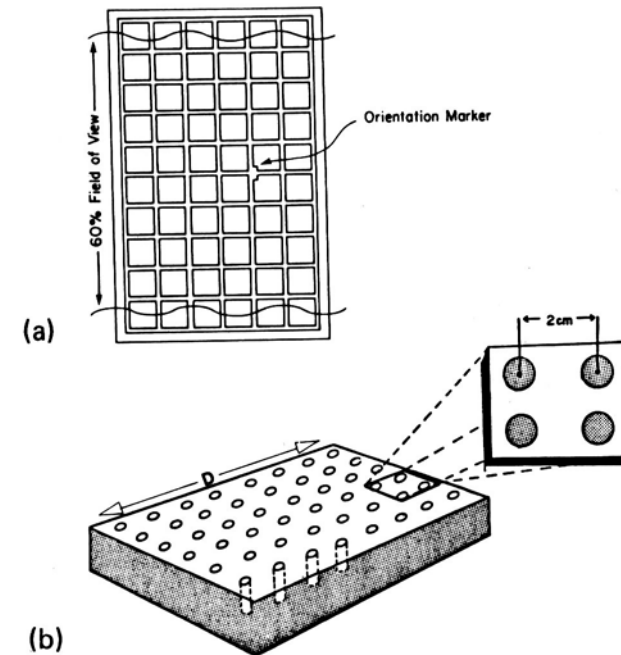 60% Field of View
Orientation Marker
(a)
2cm
D
(b)